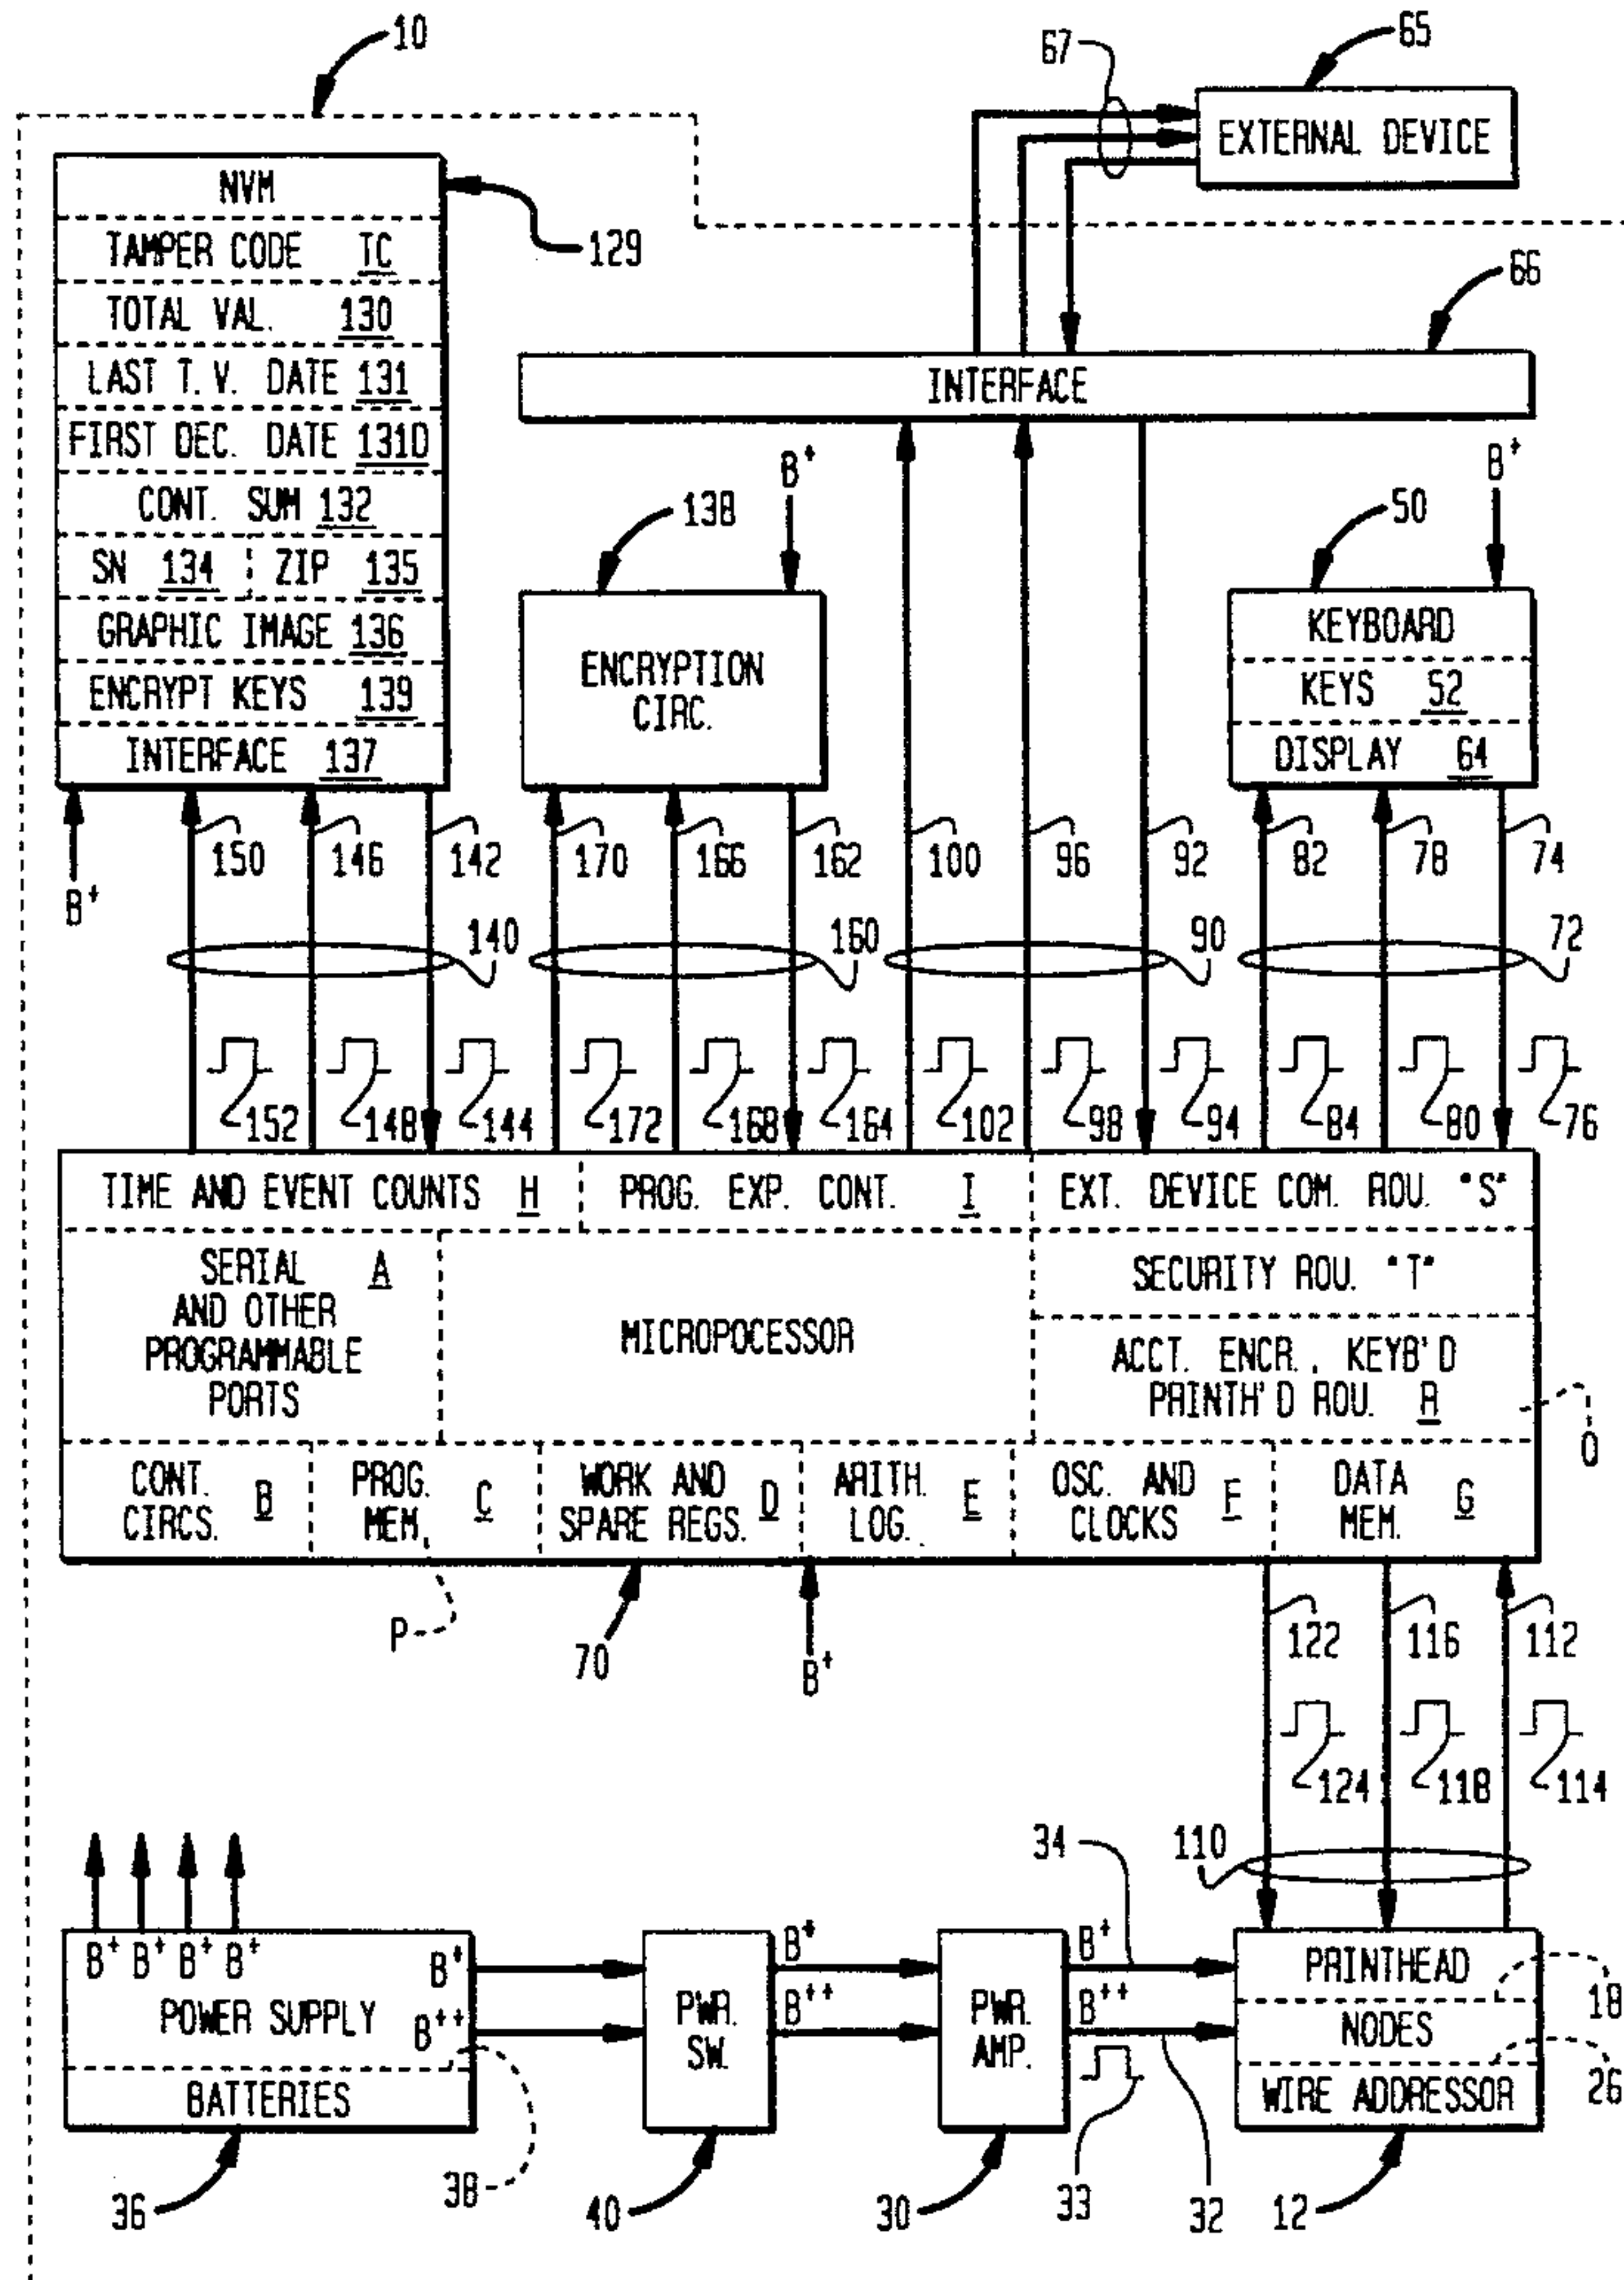 10
67
65
EXTERNAL DEVICE
NVM
129
TAMPER CODE TC
TOTAL VAL. 130
LAST T. V. DATE 131
FIRST DEC. DATE 131D
CONT. SUM 132
SN 134 ZIP 135
GRAPHIC IMAGE 136
ENCRYPT KEYS 139
INTERFACE 137
66
INTERFACE
138
B+
ENCRYPTION
CIRC.
50
B+
KEYBOARD
KEYS 52
DISPLAY 64
B+
150 146 142 170 166 162 100 96 92 82 78 74
140 160 90 72
152 148 144 172 168 164 102 98 94 84 80 76
TIME AND EVENT COUNTS H
PROG. EXP. CONT. I
EXT. DEVICE COM. ROU. "S"
SERIAL A
AND OTHER
PROGRAMMABLE
PORTS
MICROPOCESSOR
SECURITY ROU. "T"
ACCT. ENCR., KEYB'D
PRINTH'D ROU. R
Q
CONT.
CIRCS. B
PROG.
MEM. C
WORK AND
SPARE REGS. D
ARITH.
LOG. E
OSC. AND
CLOCKS F
DATA
MEM. G
P
70
B+
122 116 112
124 118 114
110
B+ B+ B+ B+
B+
POWER SUPPLY
B++
BATTERIES
36
38
PWR.
SW.
40
B+
B++
PWR.
AMP.
30
B+
B++
34
33
32
PRINTHEAD
18
NODES
26
WIRE ADDRESSOR
12